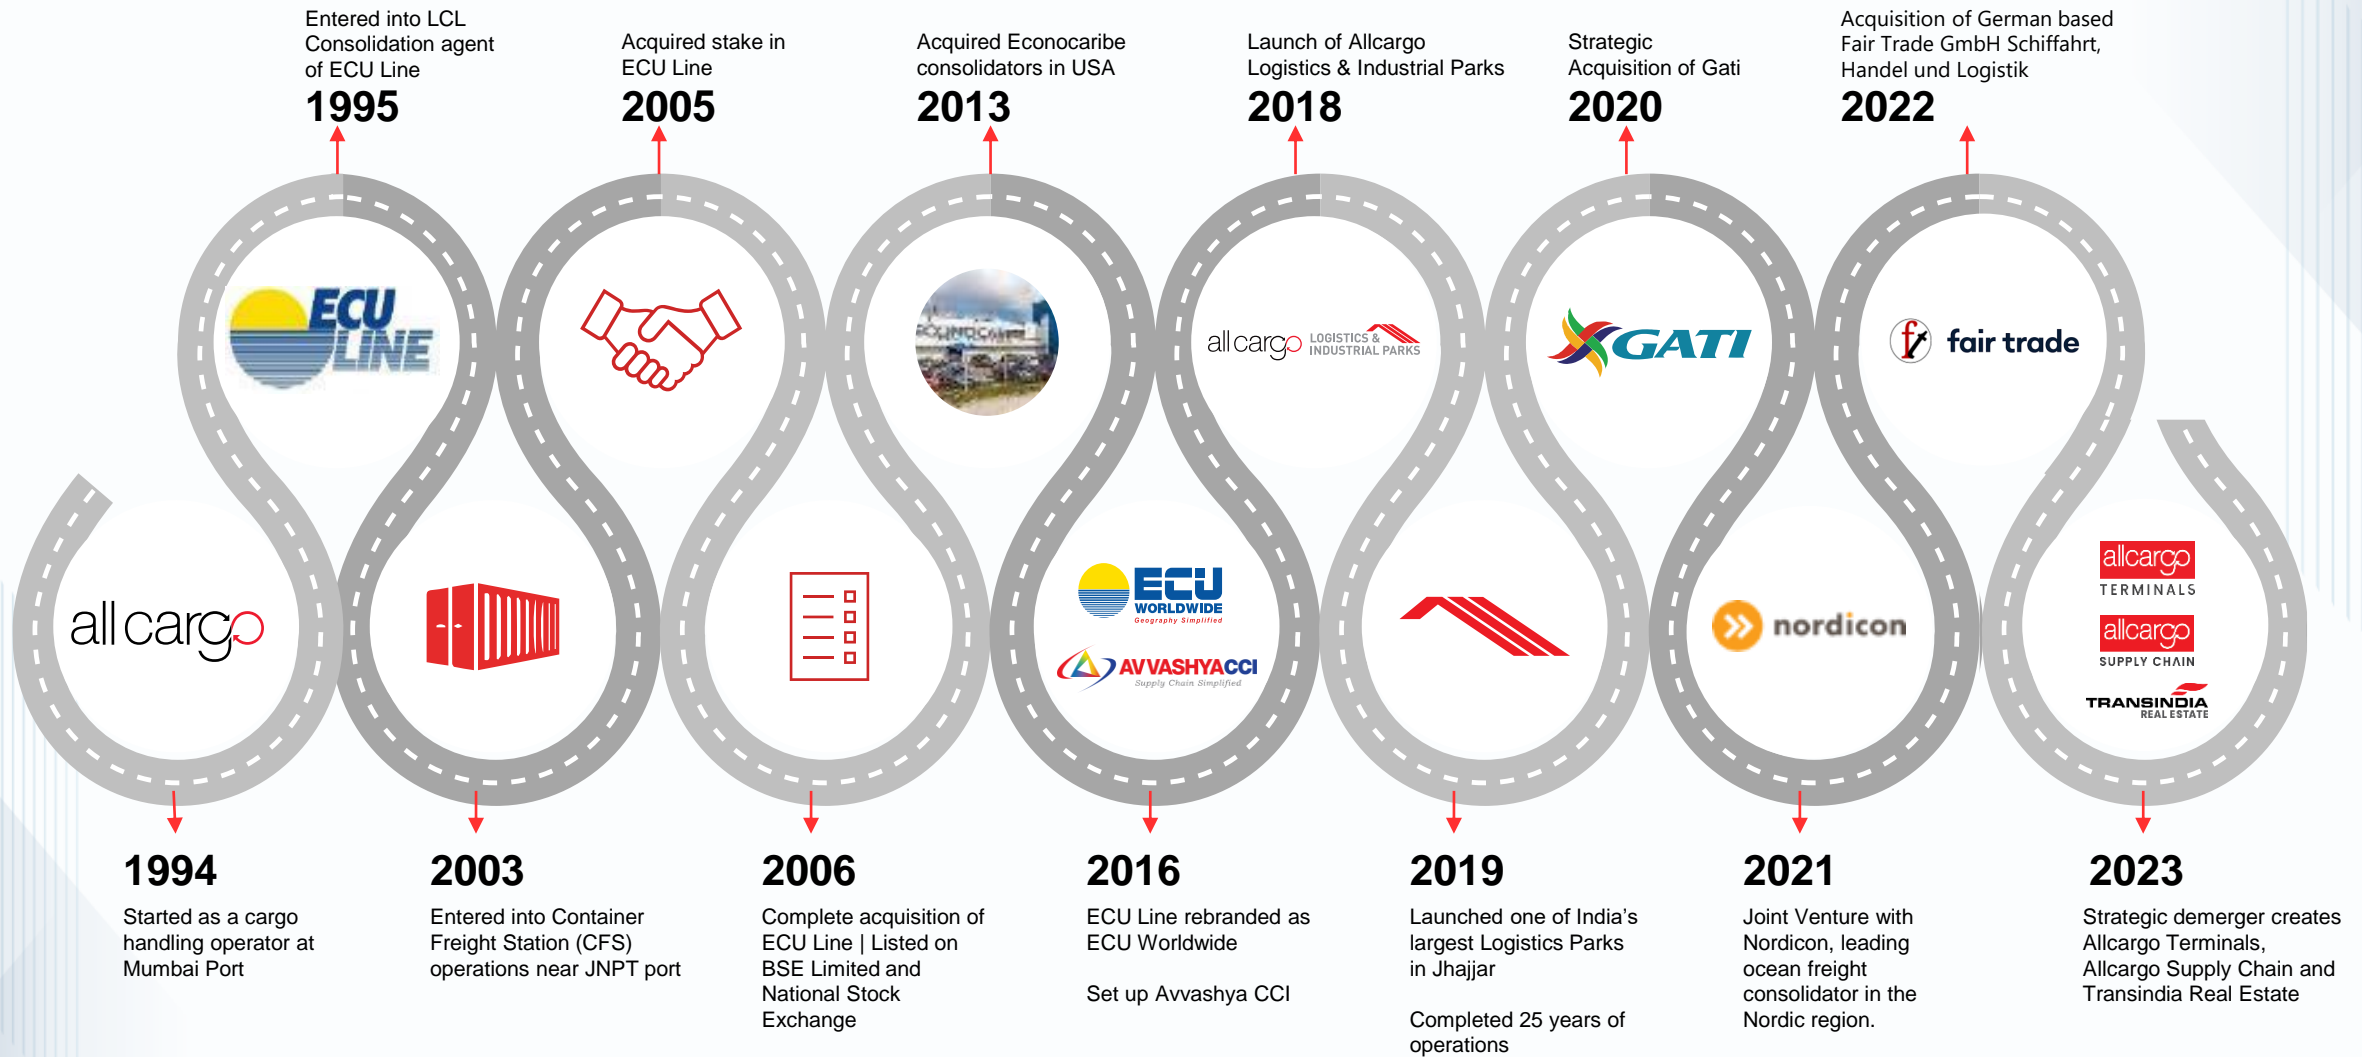 Entered into LCL
Consolidation agent
of ECU Line
1995
Acquired stake in
ECU Line
2005
Acquired Econocaribe
consolidators in USA
2013
Launch of Allcargo
Logistics & Industrial Parks
2018
Strategic
Acquisition of Gati
2020
Acquisition of German based
Fair Trade GmbH Schiffahrt,
Handel und Logistik
2022
ECU
LINE
allcargo LOGISTICS &
INDUSTRIAL PARKS
GATI
ft fair trade
allcargo
ECU
WORLDWIDE
Geography Simplified
AVVASHYACCI
Supply Chain Simplified
nordicon
allcargo
TERMINALS
allcargo
SUPPLY CHAIN
TRANSINDIA
REAL ESTATE
1994
Started as a cargo
handling operator at
Mumbai Port
2003
Entered into Container
Freight Station (CFS)
operations near JNPT port
2006
Complete acquisition of
ECU Line | Listed on
BSE Limited and
National Stock
Exchange
2016
ECU Line rebranded as
ECU Worldwide
Set up Avvashya CCI
2019
Launched one of India's
largest Logistics Parks
in Jhajjar
Completed 25 years of
operations
2021
Joint Venture with
Nordicon, leading
ocean freight
consolidator in the
Nordic region.
2023
Strategic demerger creates
Allcargo Terminals,
Allcargo Supply Chain and
Transindia Real Estate